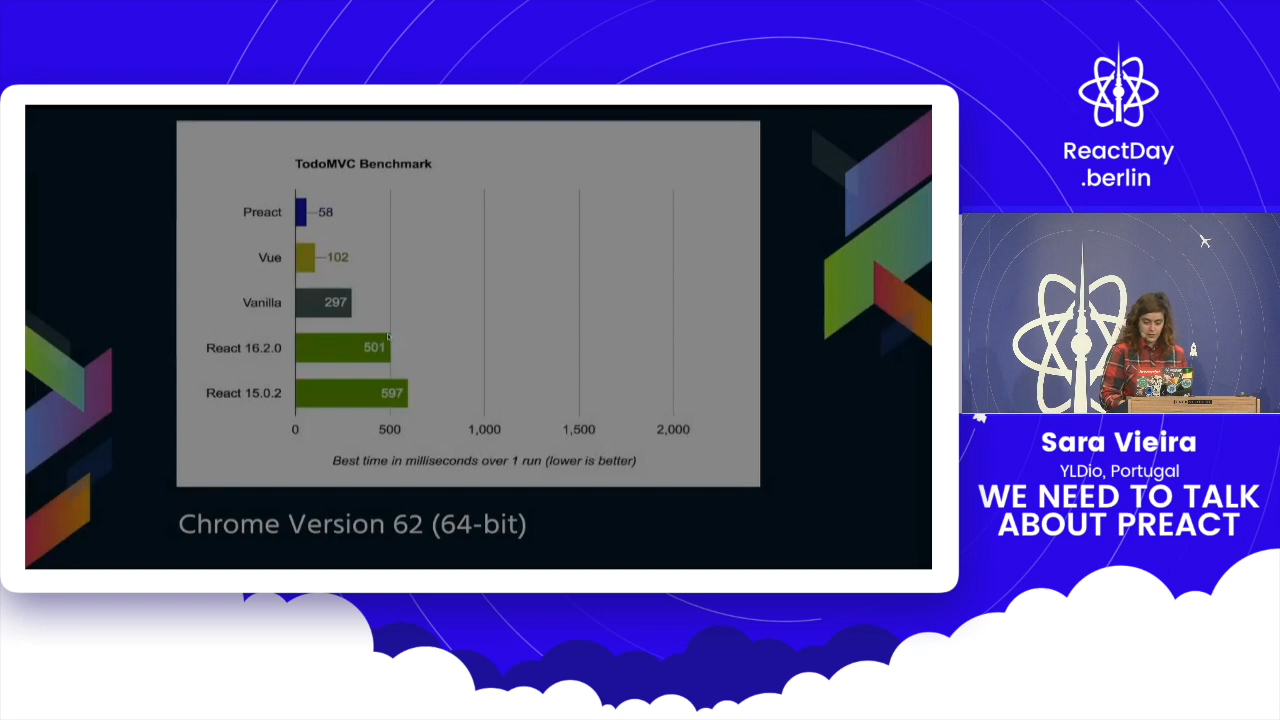 TodoMVC Benchmark
Preact 58
Vue 102
Vanilla 297
React 16.2.0 501
React 15.0.2 597
0 500 1,000 1,500 2,000
Best time in milliseconds over 1 run (lower is better)
Chrome Version 62 (64-bit)
ReactDay
.berlin
Sara Vieira
YLDio, Portugal
WE NEED TO TALK
ABOUT PREACT